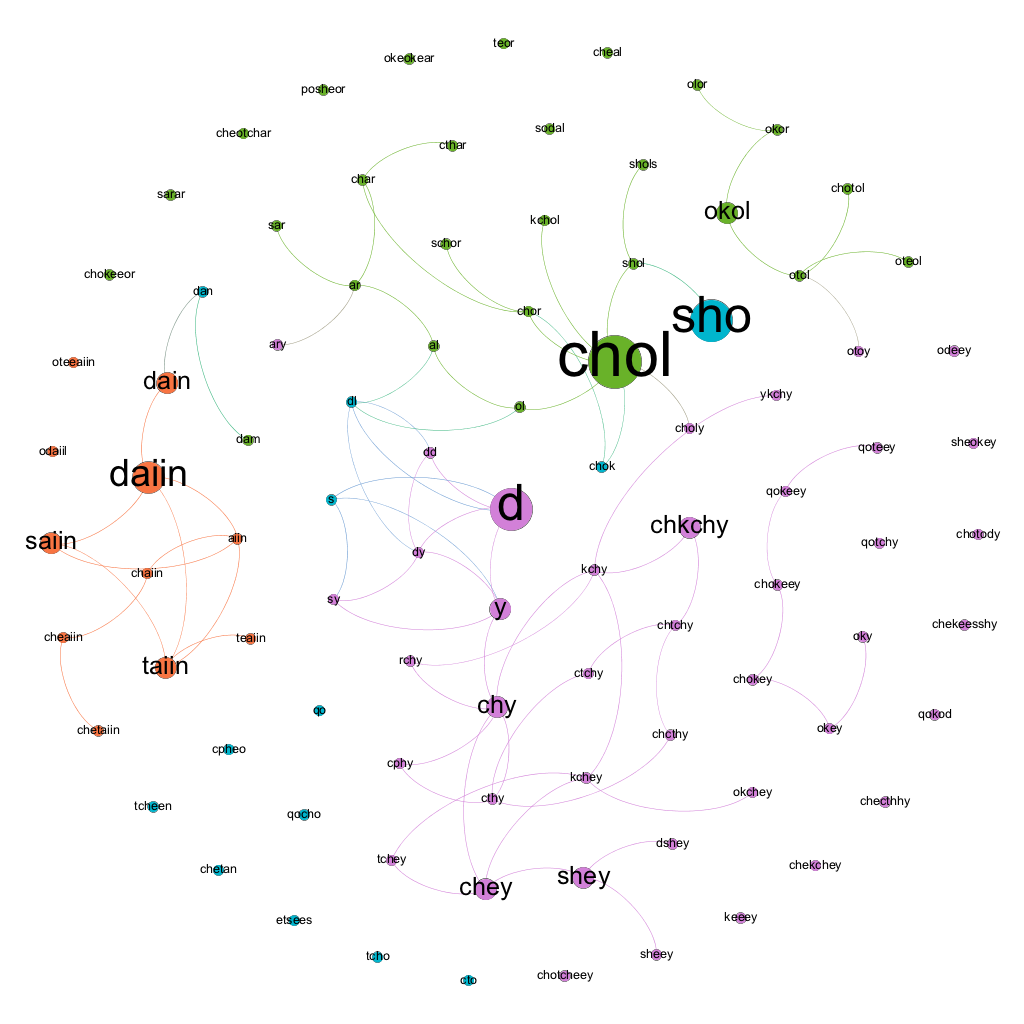 teor
cheal
okeokear
olor
posheor
okor
sodal
cheotchar
cthar
shols
char
chotol
sarar
okol
kchol
sar
schor
oteol
shol
chokeeor
otol
ar
dan
chor
sho
ary
al
odeey
otoy
chol
oteeaiin
dain
ykchy
dl
ol
choly
dam
sheokey
qoteey
odaiil
dd
chok
daiin
qokeey
s
d
chkchy
chotody
aiin
saiin
qotchy
dy
kchy
chaiin
chokeey
sy
y
chekeesshy
chtchy
cheaiin
teaiin
oky
rchy
taiin
ctchy
chokey
chy
qo
qokod
okey
chetaiin
chcthy
cpheo
cphy
kchey
okchey
cthy
checthhy
tcheen
qocho
dshey
tchey
chekchey
chetan
shey
chey
keeey
etsees
sheey
tcho
chotcheey
cto